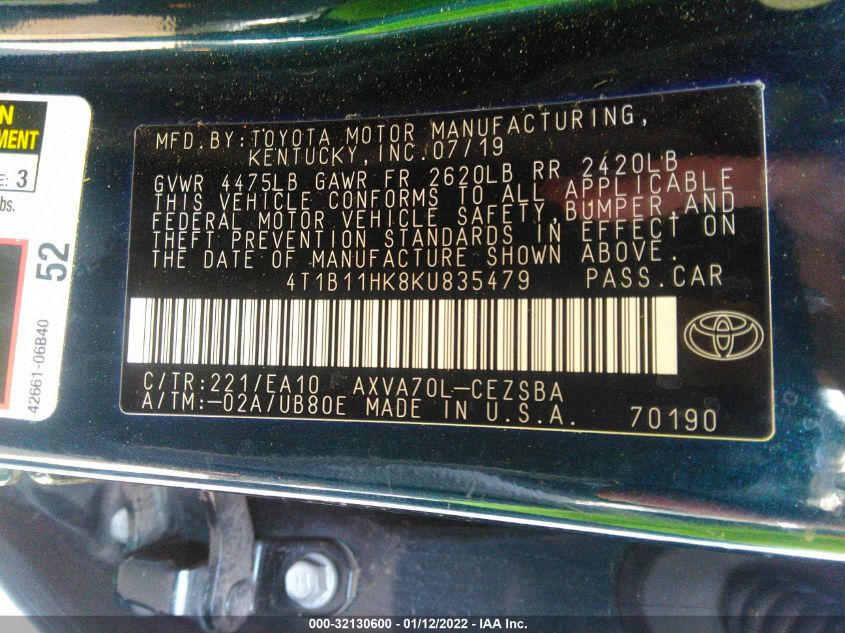 N
MENT
E: 3
bs.
52
42661-06B40
MFD.BY:TOYOTA MOTOR MANUFACTURING,
KENTUCKY,INC.07/19
GVWR 4475LB GAWR FR 2620LB RR 2420LB
THIS VEHICLE CONFORMS TO ALL APPLICABLE
FEDERAL MOTOR VEHICLE SAFETY,BUMPER,AND
THEFT PREVENTION STANDARDS IN EFFECT ON
THE DATE OF MANUFACTURE SHOWN ABOVE.
4T1B11HK8KU835479 PASS.CAR
C/TR:221/EA10 AXVA70L-CEZSBA
A/TM:-02A/UB80E MADE IN U.S.A. 70190
000-32130600 - 01/12/2022 - IAA Inc.